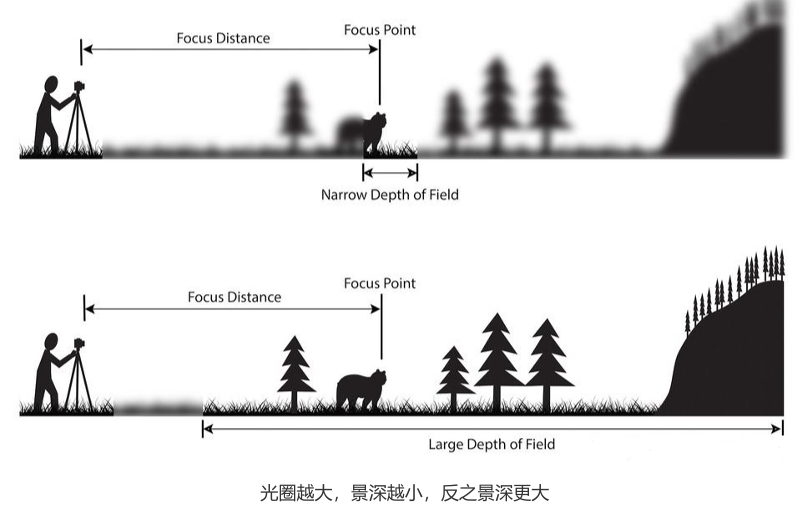 Focus Distance
Focus Point
Narrow Depth of Field
Focus Distance
Focus Point
Large Depth of Field
光圈越大，景深越小，反之景深更大